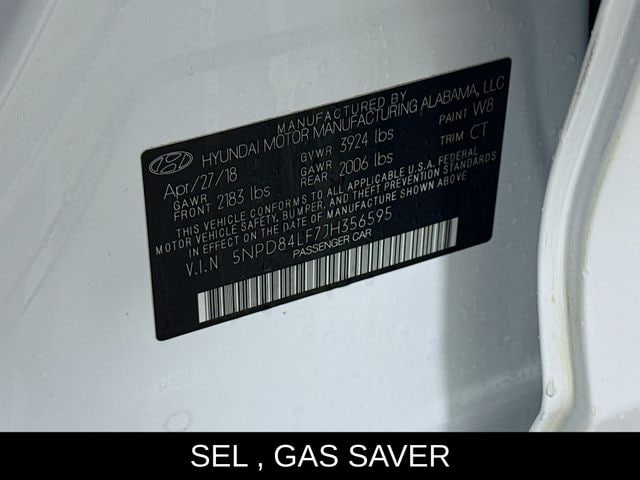 MANUFACTURED BY
HYUNDAI MOTOR MANUFACTURING ALABAMA, LLC
Apr/27/18 GVWR 3924 lbs PAINT W8
GAWR FRONT 2183 lbs GAWR REAR 2006 lbs TRIM CT
THIS VEHICLE CONFORMS TO ALL APPLICABLE U.S.A. FEDERAL
MOTOR VEHICLE SAFETY, BUMPER, AND THEFT PREVENTION STANDARDS
IN EFFECT ON THE DATE OF MANUFACTURE SHOWN ABOVE.
V.I.N 5NPD84LF7JH356595
PASSENGER CAR
SEL , GAS SAVER